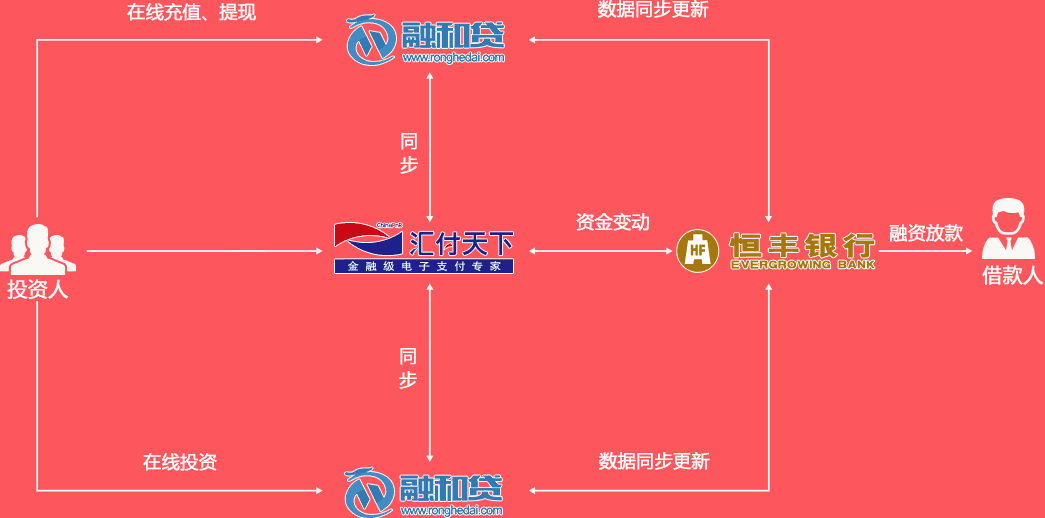 在线充值、提现
数据同步更新
融和贷
www.ronghedai.com
同
步
ChinaPnR
汇付天下
金融级电子支付专家
资金变动
HF
恒丰银行
EVERGROWING BANK
融资放款
投资人
借款人
同
步
在线投资
数据同步更新
融和贷
www.ronghedai.com